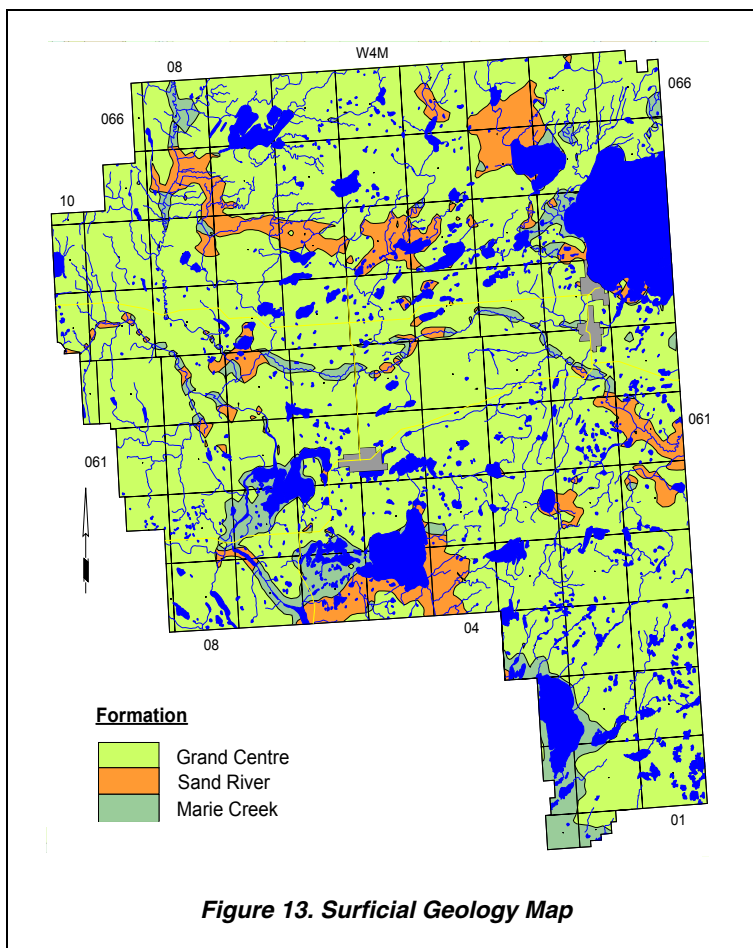 W4M
08
066
066
10
061
061
08
04
01
Formation
Grand Centre
Sand River
Marie Creek
Figure 13. Surficial Geology Map